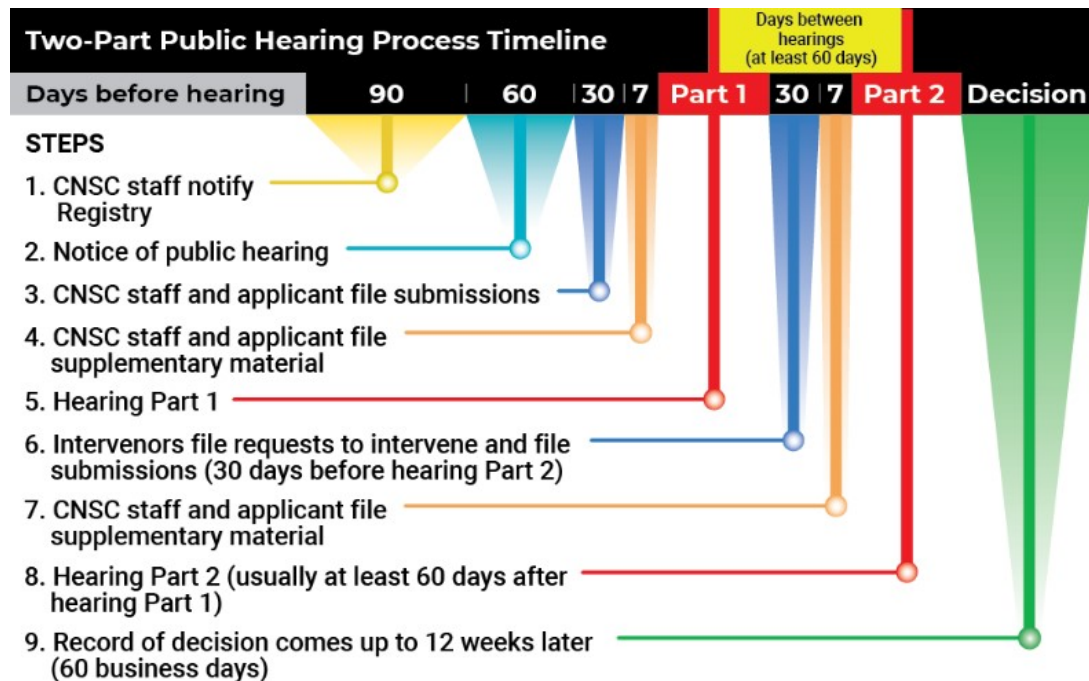 Two-Part Public Hearing Process Timeline
Days between
hearings
(at least 60 days)
Days before hearing 90 | 60 | 30 | 7 Part 1 30 | 7 Part 2 Decision
STEPS
1. CNSC staff notify
Registry
2. Notice of public hearing
3. CNSC staff and applicant file submissions
4. CNSC staff and applicant file
supplementary material
5. Hearing Part 1
6. Intervenors file requests to intervene and file
submissions (30 days before hearing Part 2)
7. CNSC staff and applicant file
supplementary material
8. Hearing Part 2 (usually at least 60 days after
hearing Part 1)
9. Record of decision comes up to 12 weeks later
(60 business days)